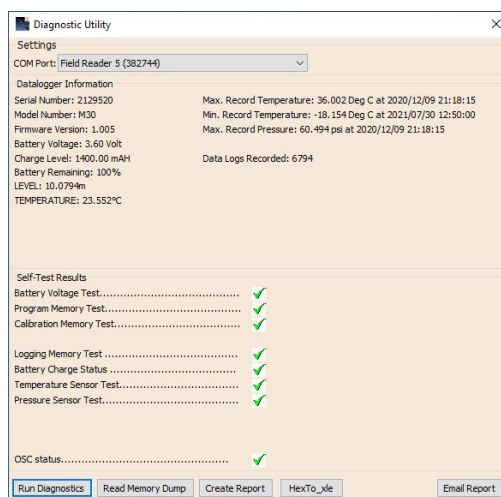 Diagnostic Utility
Settings
COM Port: Field Reader 5 (382744)
Datalogger Information
Serial Number: 2129520
Model Number: M30
Firmware Version: 1.005
Battery Voltage: 3.60 Volt
Charge Level: 1400.00 mAH
Battery Remaining: 100%
LEVEL: 10.0794m
TEMPERATURE: 23.552°C
Max. Record Temperature: 36.002 Deg C at 2020/12/09 21:18:15
Min. Record Temperature: -18.154 Deg C at 2021/07/30 12:50:00
Max. Record Pressure: 60.494 psi at 2020/12/09 21:18:15
Data Logs Recorded: 6794
Self-Test Results
Battery Voltage Test........................................
Program Memory Test.......................................
Calibration Memory Test....................................
Logging Memory Test .......................................
Battery Charge Status ......................................
Temperature Sensor Test..................................
Pressure Sensor Test........................................
OSC status..................................................
Run Diagnostics Read Memory Dump Create Report HexTo_xle Email Report